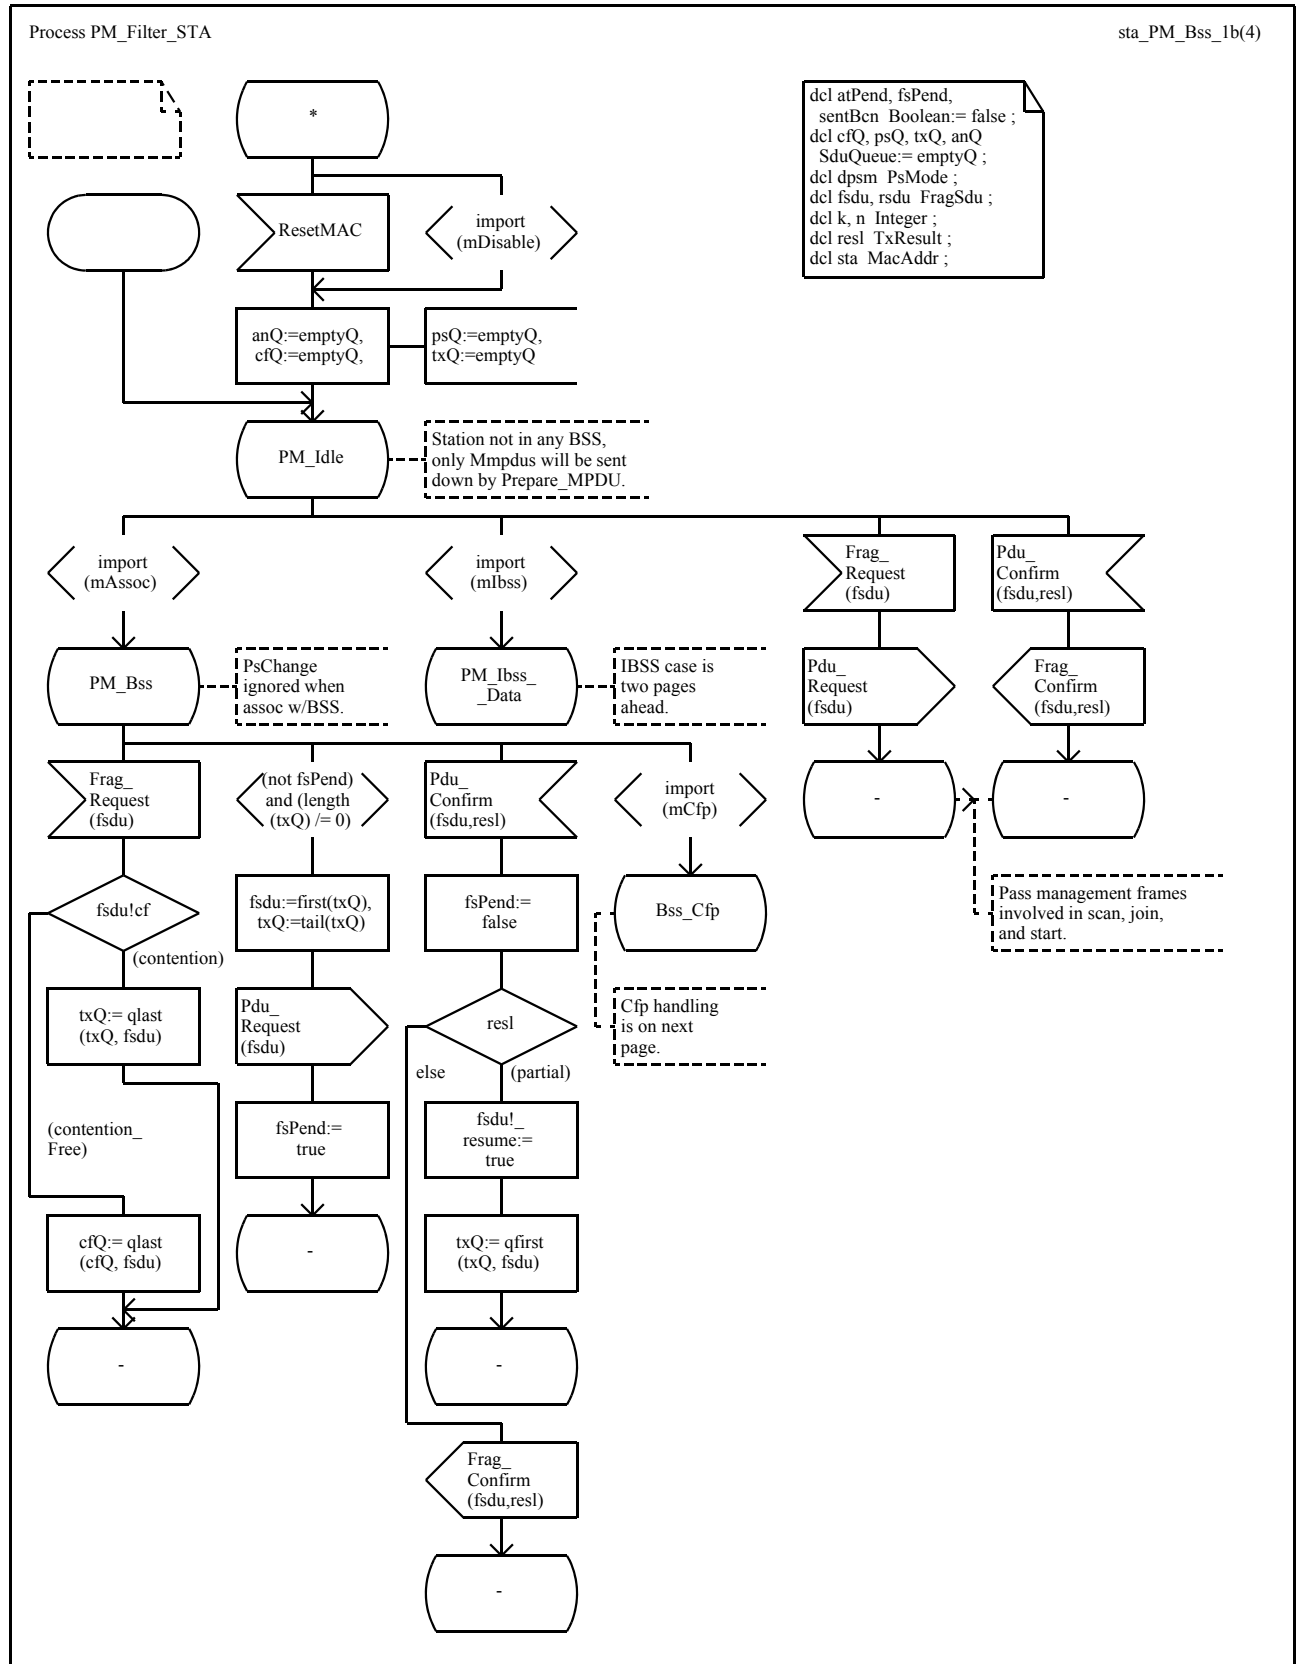 Process PM_Filter_STA
sta_PM_Bss_1b(4)
*
dcl atPend, fsPend,
sentBcn Boolean:= false ;
dcl cfQ, psQ, txQ, anQ
SduQueue:= emptyQ ;
dcl dpsm PsMode ;
dcl fsdu, rsdu FragSdu ;
dcl k, n Integer ;
dcl resl TxResult ;
dcl sta MacAddr ;
ResetMAC
import
(mDisable)
anQ:=emptyQ,
cfQ:=emptyQ,
psQ:=emptyQ,
txQ:=emptyQ
PM_Idle
Station not in any BSS,
only Mmpdus will be sent
down by Prepare_MPDU.
import
(mAssoc)
import
(mIbss)
Frag_
Request
(fsdu)
Pdu_
Confirm
(fsdu,resl)
PM_Bss
PsChange
ignored when
assoc w/BSS.
PM_Ibss_
_Data
IBSS case is
two pages
ahead.
Pdu_
Request
(fsdu)
Frag_
Confirm
(fsdu,resl)
Frag_
Request
(fsdu)
(not fsPend)
and (length
(txQ) /= 0)
Pdu_
Confirm
(fsdu,resl)
import
(mCfp)
-
-
fsdu!cf
(contention)
fsdu:=first(txQ),
txQ:=tail(txQ)
fsPend:=
false
Bss_Cfp
Pass management frames
involved in scan, join,
and start.
txQ:= qlast
(txQ, fsdu)
Pdu_
Request
(fsdu)
resl
else
(partial)
Cfp handling
is on next
page.
(contention_
Free)
fsPend:=
true
fsdu!_
resume:=
true
cfQ:= qlast
(cfQ, fsdu)
-
txQ:= qfirst
(txQ, fsdu)
-
-
Frag_
Confirm
(fsdu,resl)
-